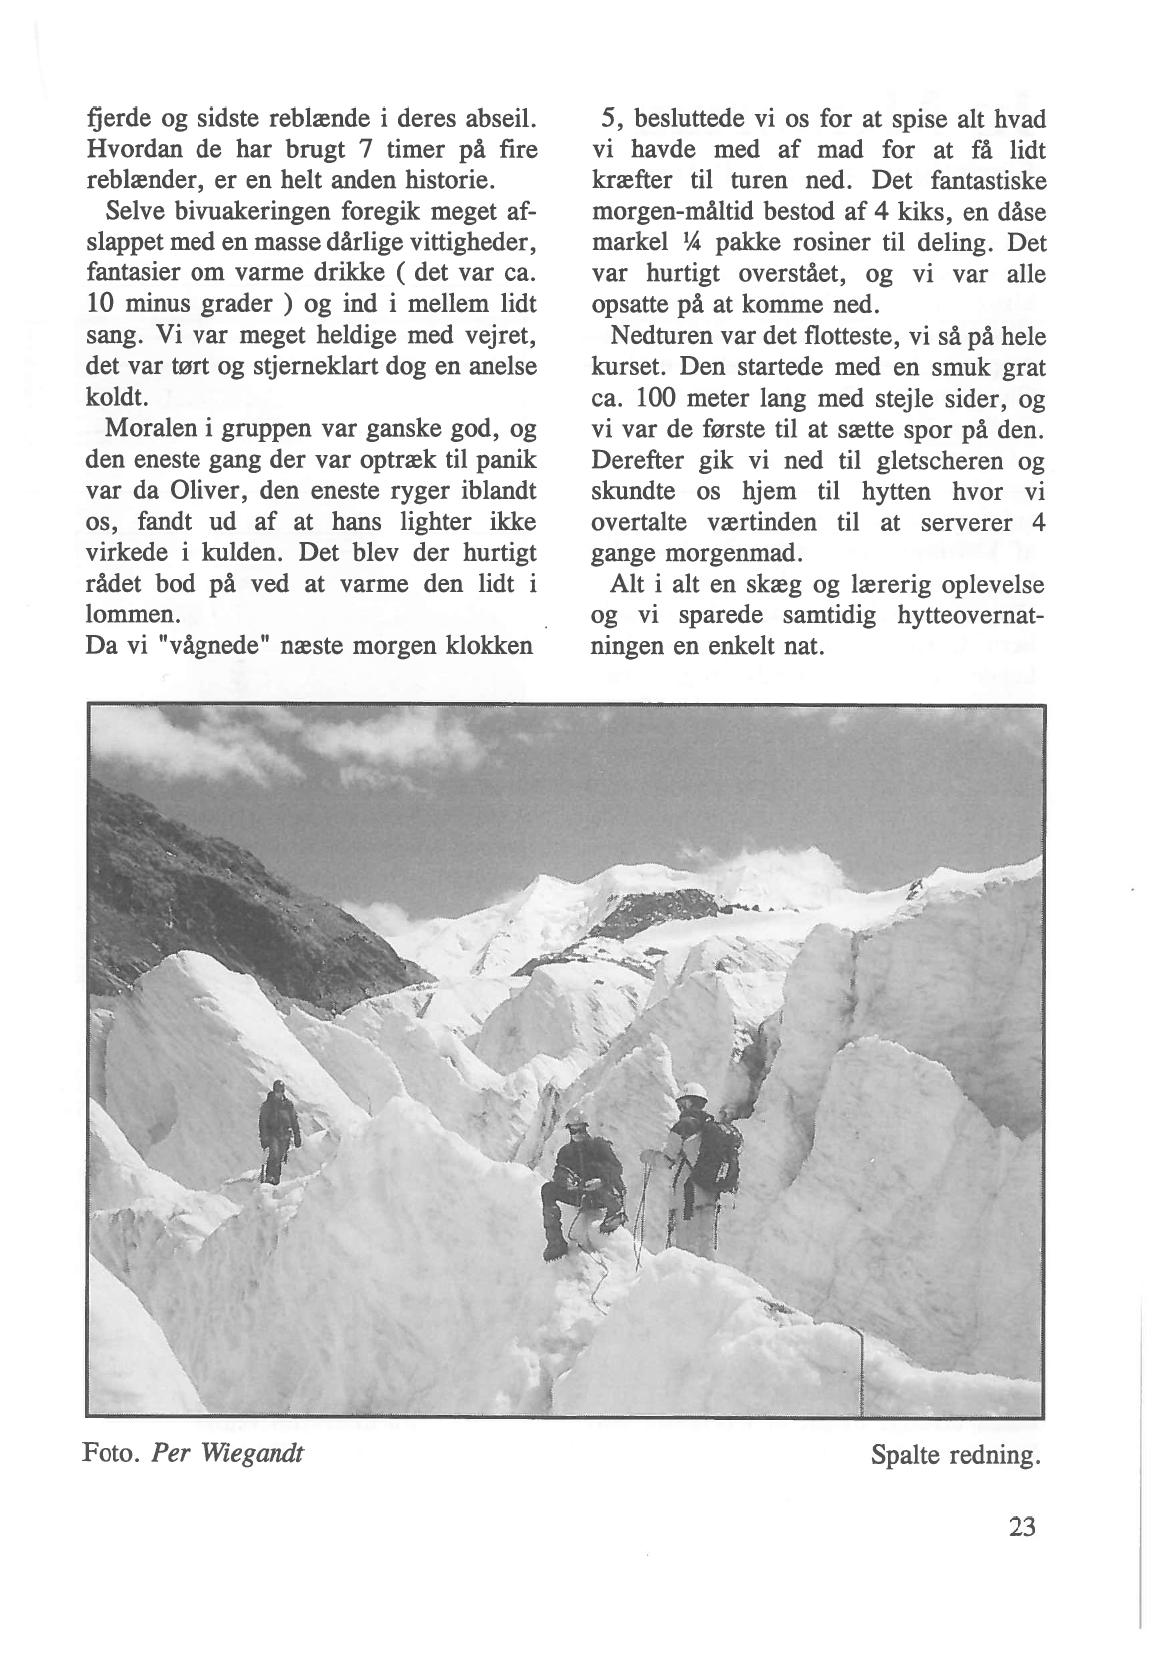 fjerde og sidste reblænde i deres abseil.
Hvordan de har brugt 7 timer på fire
reblænder, er en helt anden historie.
Selve bivuakeringen foregik meget af-
slappet med en masse dårlige vittigheder,
fantasier om varme drikke ( det var ca.
10 minus grader ) og ind i mellem lidt
sang. Vi var meget heldige med vejret,
det var tørt og stjerneklart dog en anelse
koldt.
Moralen i gruppen var ganske god, og
den eneste gang der var optræk til panik
var da Oliver, den eneste ryger iblandt
os, fandt ud af at hans lighter ikke
virkede i kulden. Det blev der hurtigt
rådet bod på ved at varme den lidt i
lommen.
Da vi "vågnede" næste morgen klokken
5, besluttede vi os for at spise alt hvad
vi havde med af mad for at få lidt
kræfter til turen ned. Det fantastiske
morgen-måltid bestod af 4 kiks, en dåse
markel ¼ pakke rosiner til deling. Det
var hurtigt overstået, og vi var alle
opsatte på at komme ned.
Nedturen var det flotteste, vi så på hele
kurset. Den startede med en smuk grat
ca. 100 meter lang med stejle sider, og
vi var de første til at sætte spor på den.
Derefter gik vi ned til gletscheren og
skundte os hjem til hytten hvor vi
overtalte værtinden til at serverer 4
gange morgenmad.
Alt i alt en skæg og lærerig oplevelse
og vi sparede samtidig hytteovernat-
ningen en enkelt nat.
Foto. Per Wiegandt
Spalte redning.
23